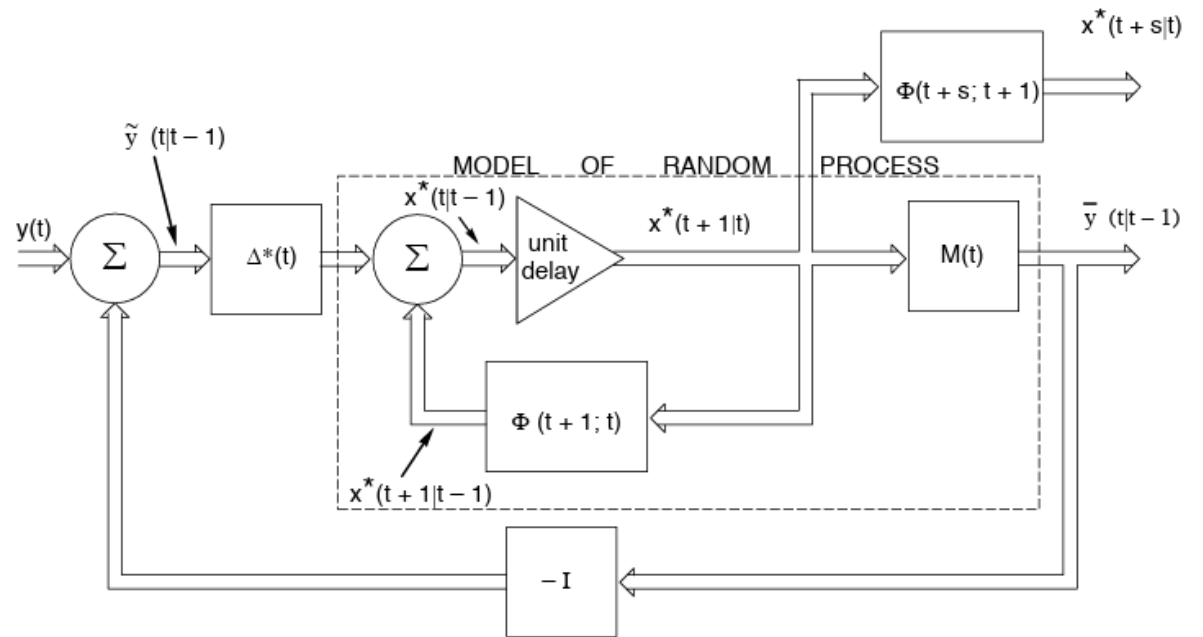 x*(t + s|t)
Φ(t + s; t + 1)
ỹ (t|t − 1)
MODEL OF RANDOM PROCESS
x*(t|t − 1)
x*(t + 1|t)
ȳ (t|t − 1)
y(t)
Σ
Δ*(t)
Σ
unit
delay
M(t)
Φ (t + 1; t)
x*(t + 1|t − 1)
− I